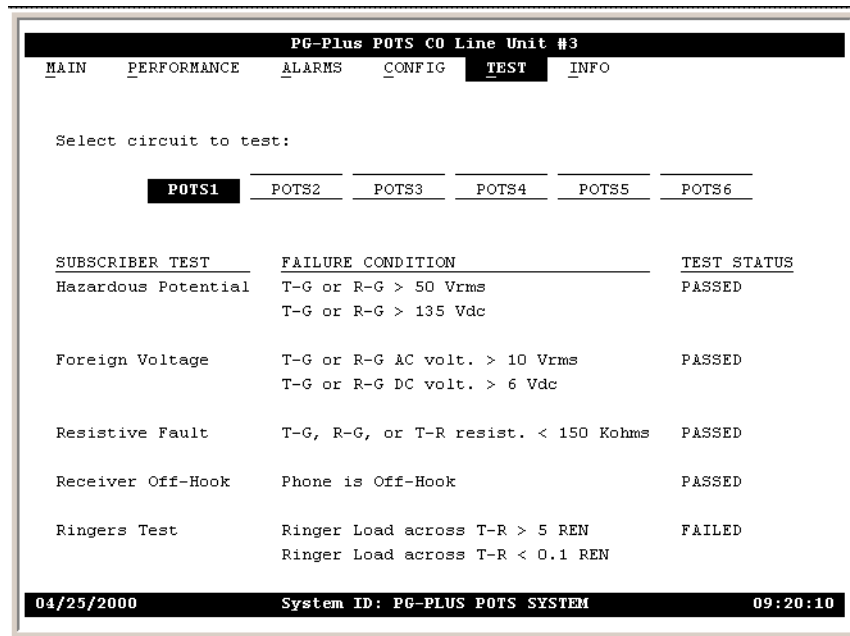 PG-Plus POTS CO Line Unit #3
MAIN PERFORMANCE ALARMS CONFIG TEST INFO
Select circuit to test:
POTS1 POTS2 POTS3 POTS4 POTS5 POTS6
SUBSCRIBER TEST FAILURE CONDITION TEST STATUS
Hazardous Potential T-G or R-G > 50 Vrms PASSED
T-G or R-G > 135 Vdc
Foreign Voltage T-G or R-G AC volt. > 10 Vrms PASSED
T-G or R-G DC volt. > 6 Vdc
Resistive Fault T-G, R-G, or T-R resist. < 150 Kohms PASSED
Receiver Off-Hook Phone is Off-Hook PASSED
Ringers Test Ringer Load across T-R > 5 REN FAILED
Ringer Load across T-R < 0.1 REN
04/25/2000 System ID: PG-PLUS POTS SYSTEM 09:20:10